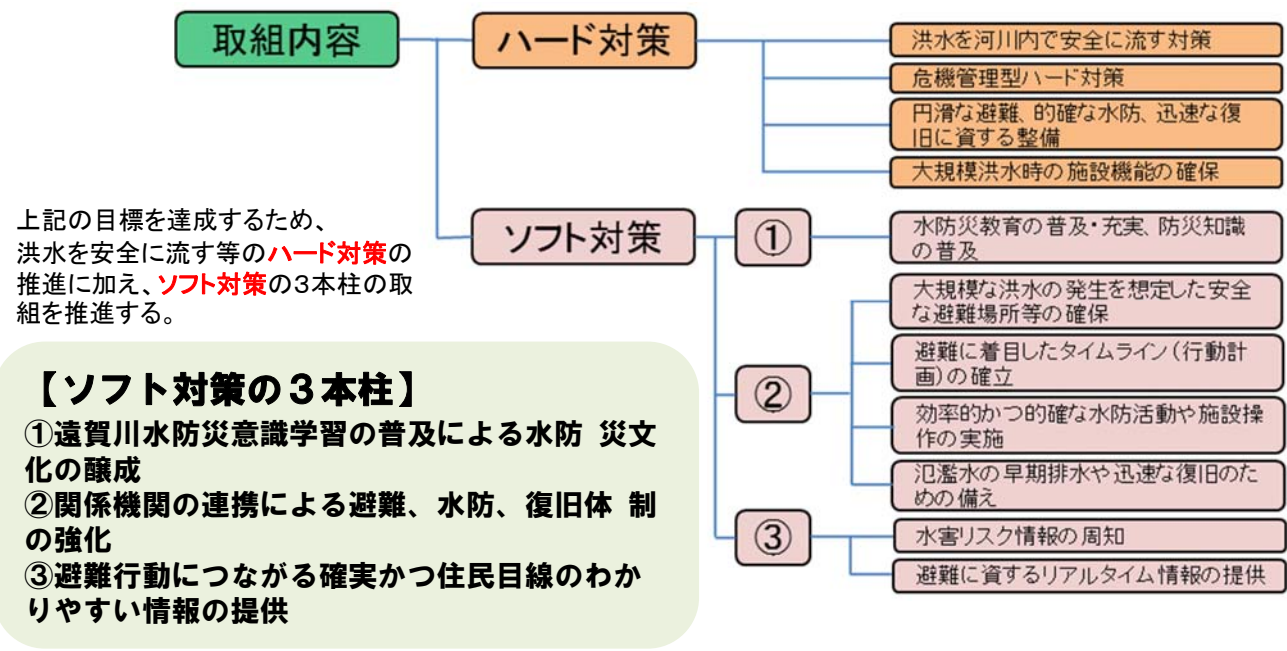 取組内容
ハード対策
洪水を河川内で安全に流す対策
危機管理型ハード対策
円滑な避難、的確な水防、迅速な復
旧に資する整備
大規模洪水時の施設機能の確保
上記の目標を達成するため、
洪水を安全に流す等のハード対策の
推進に加え、ソフト対策の3本柱の取
組を推進する。
ソフト対策
①
水防災教育の普及・充実、防災知識
の普及
②
大規模な洪水の発生を想定した安全
な避難場所等の確保
避難に着目したタイムライン(行動計
画)の確立
効率的かつ的確な水防活動や施設操
作の実施
氾濫水の早期排水や迅速な復旧のた
めの備え
③
水害リスク情報の周知
避難に資するリアルタイム情報の提供
【ソフト対策の3本柱】
①遠賀川水防災意識学習の普及による水防 災文
化の醸成
②関係機関の連携による避難、水防、復旧体 制
の強化
③避難行動につながる確実かつ住民目線のわか
りやすい情報の提供